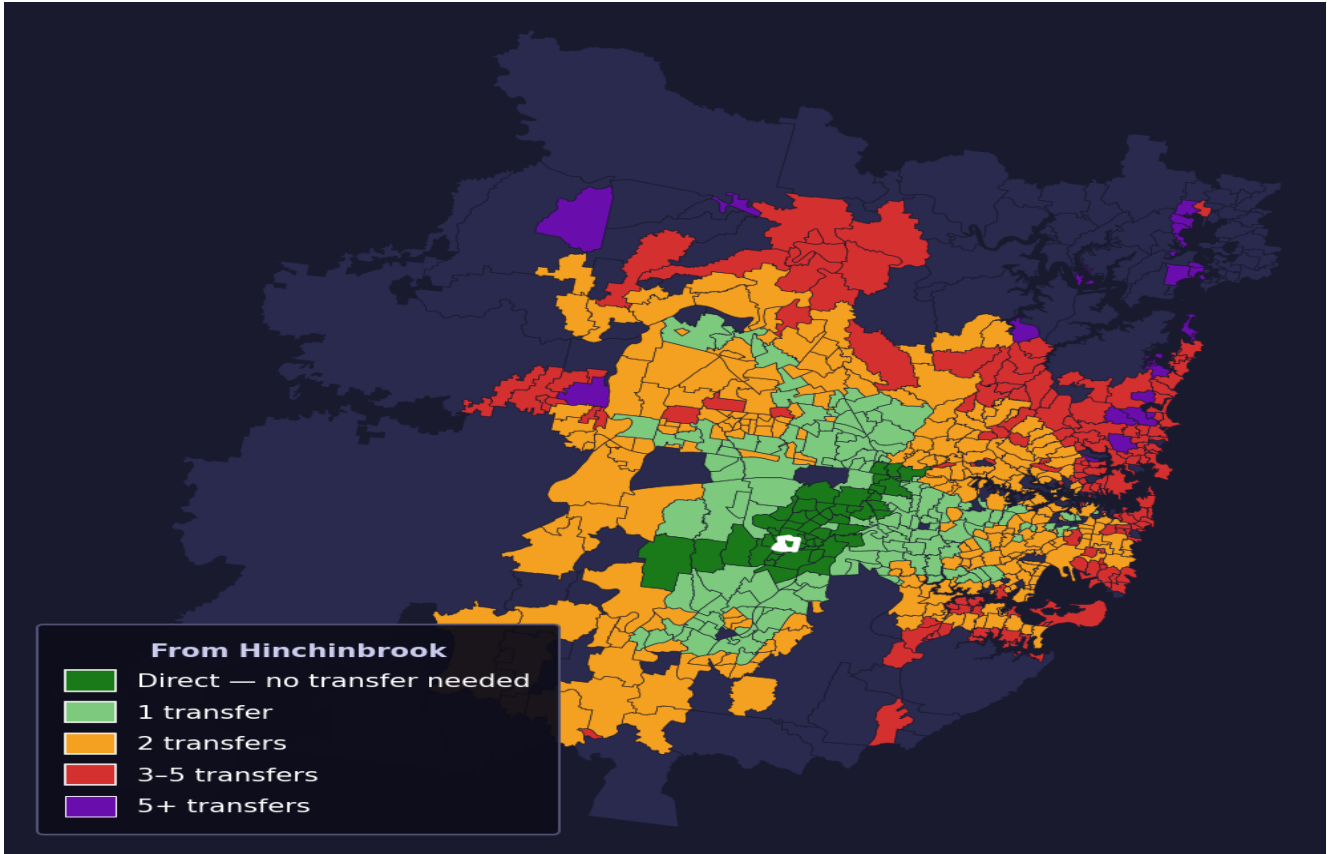 From Hinchinbrook
Direct — no transfer needed
1 transfer
2 transfers
3–5 transfers
5+ transfers